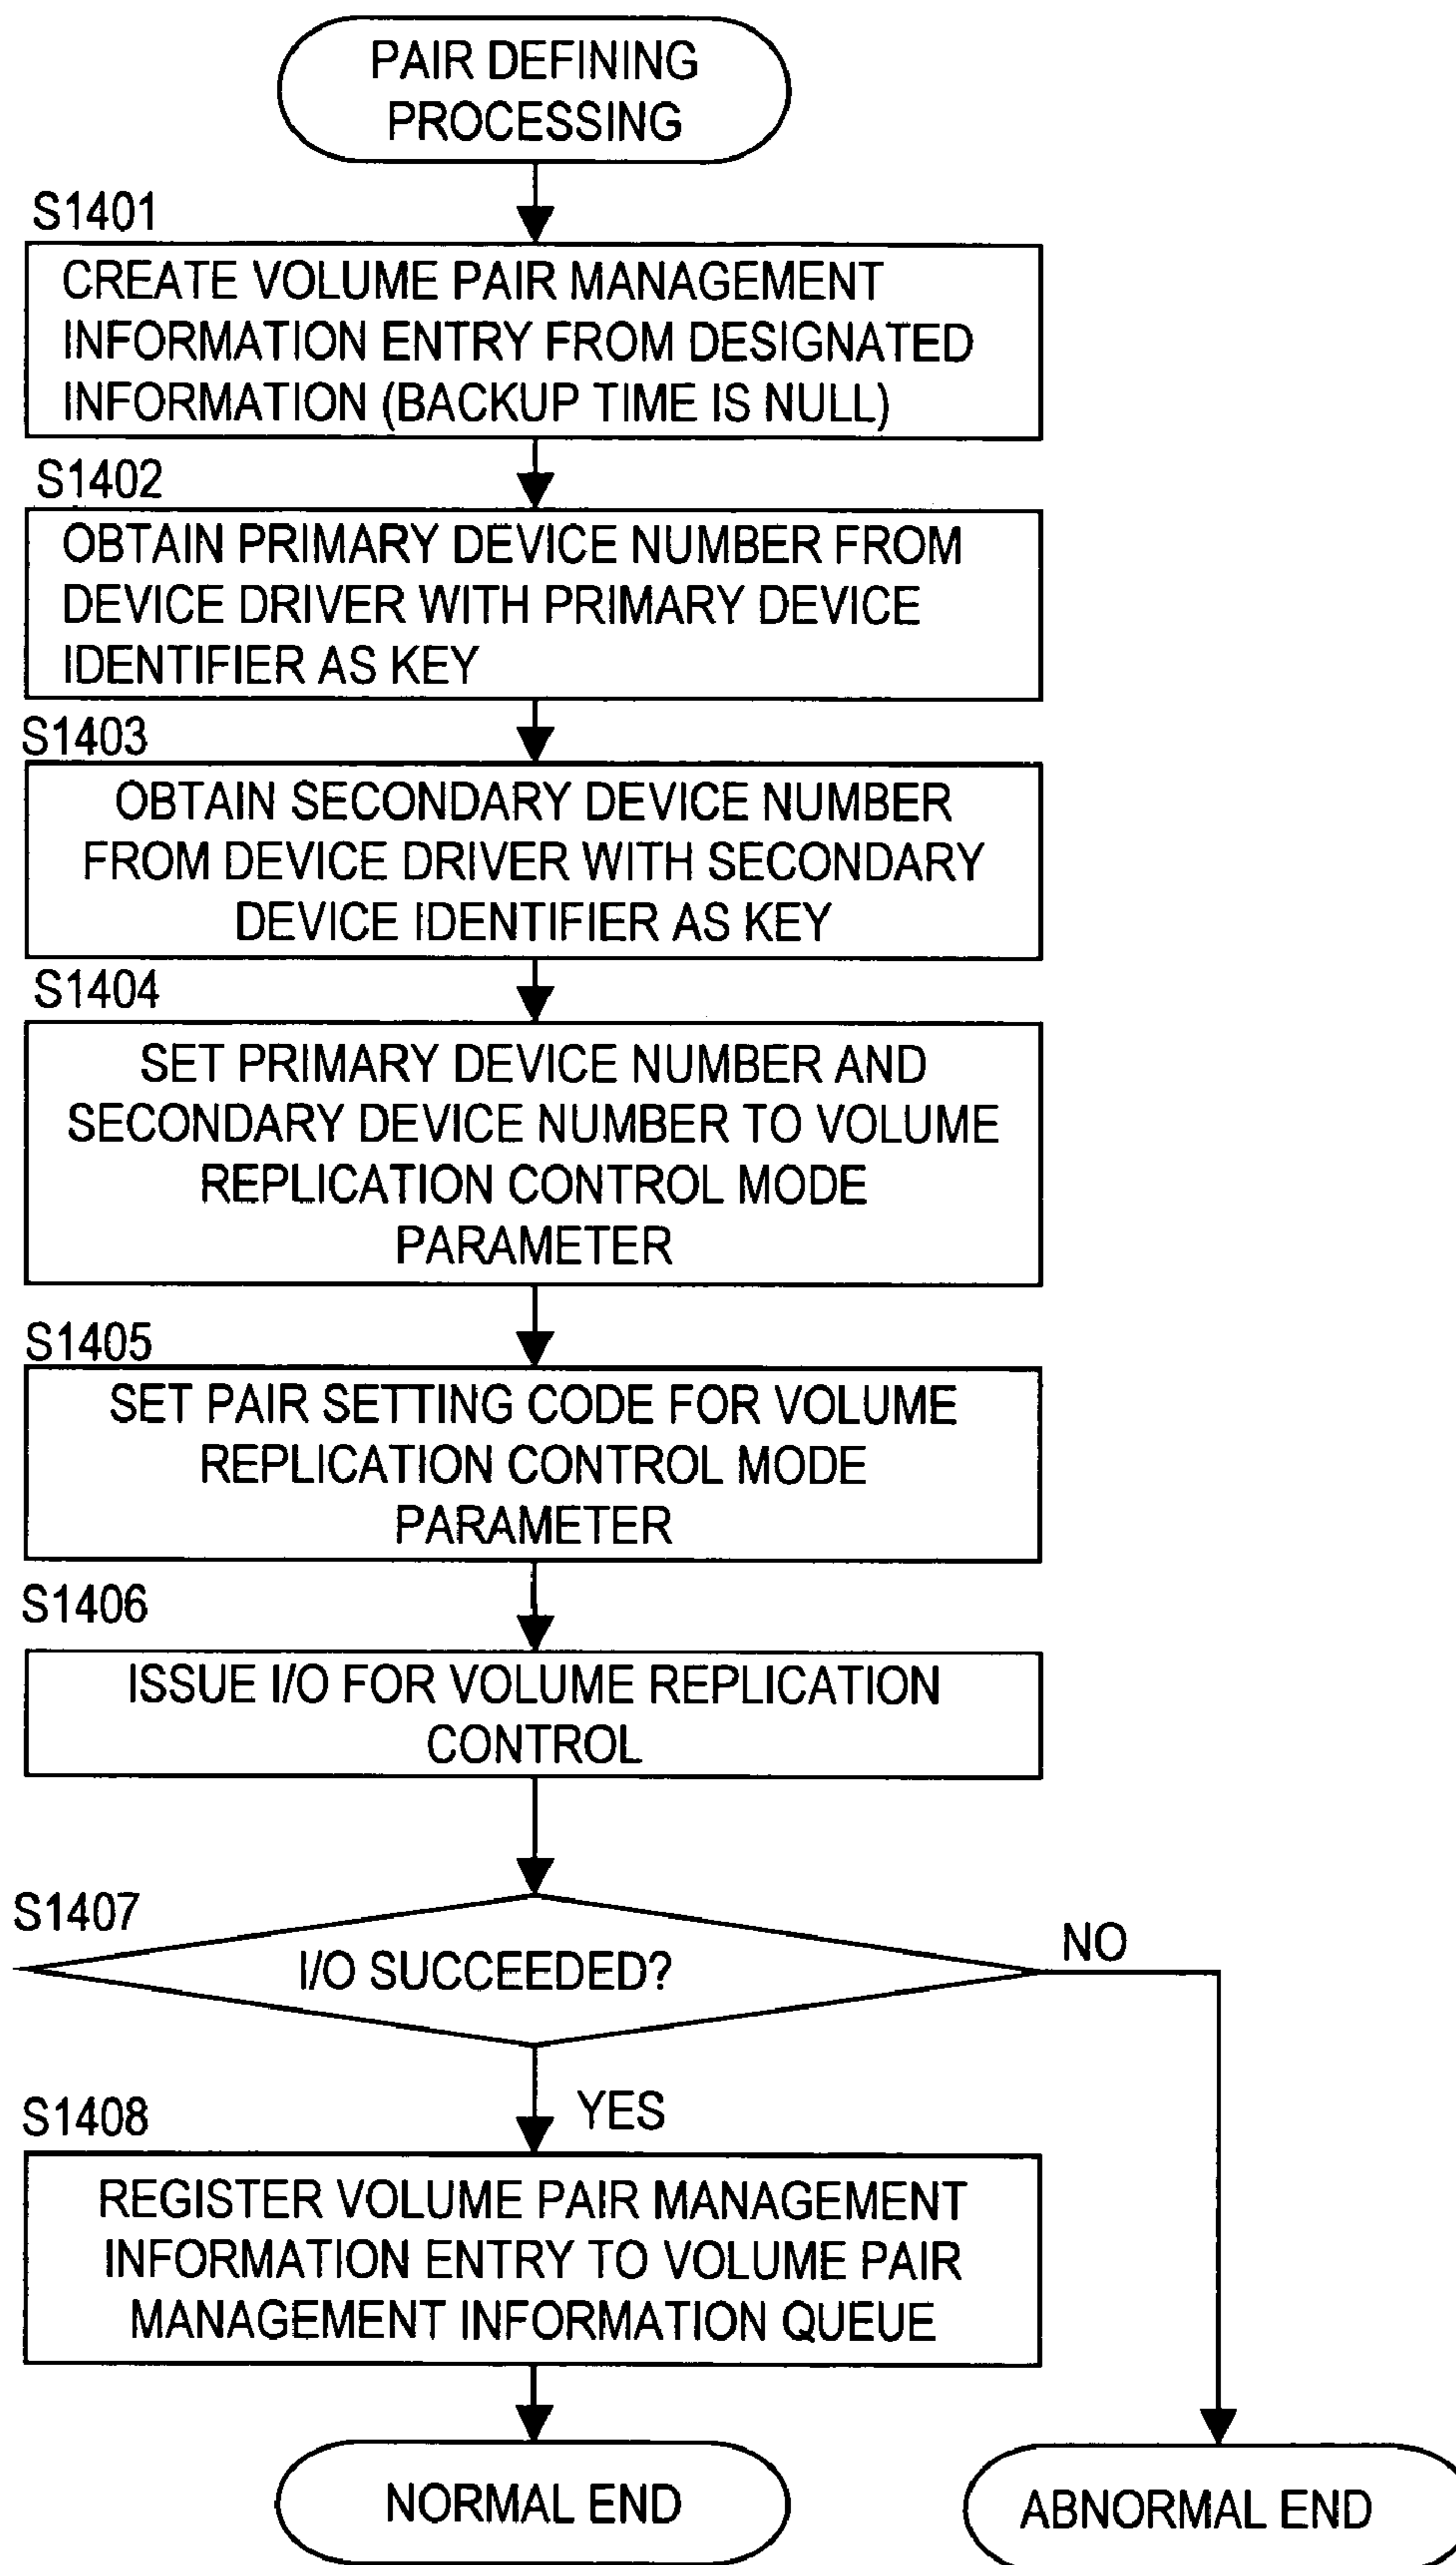 PAIR DEFINING
PROCESSING
S1401
CREATE VOLUME PAIR MANAGEMENT
INFORMATION ENTRY FROM DESIGNATED
INFORMATION (BACKUP TIME IS NULL)
S1402
OBTAIN PRIMARY DEVICE NUMBER FROM
DEVICE DRIVER WITH PRIMARY DEVICE
IDENTIFIER AS KEY
S1403
OBTAIN SECONDARY DEVICE NUMBER
FROM DEVICE DRIVER WITH SECONDARY
DEVICE IDENTIFIER AS KEY
S1404
SET PRIMARY DEVICE NUMBER AND
SECONDARY DEVICE NUMBER TO VOLUME
REPLICATION CONTROL MODE
PARAMETER
S1405
SET PAIR SETTING CODE FOR VOLUME
REPLICATION CONTROL MODE
PARAMETER
S1406
ISSUE I/O FOR VOLUME REPLICATION
CONTROL
S1407
I/O SUCCEEDED?
NO
YES
S1408
REGISTER VOLUME PAIR MANAGEMENT
INFORMATION ENTRY TO VOLUME PAIR
MANAGEMENT INFORMATION QUEUE
NORMAL END
ABNORMAL END